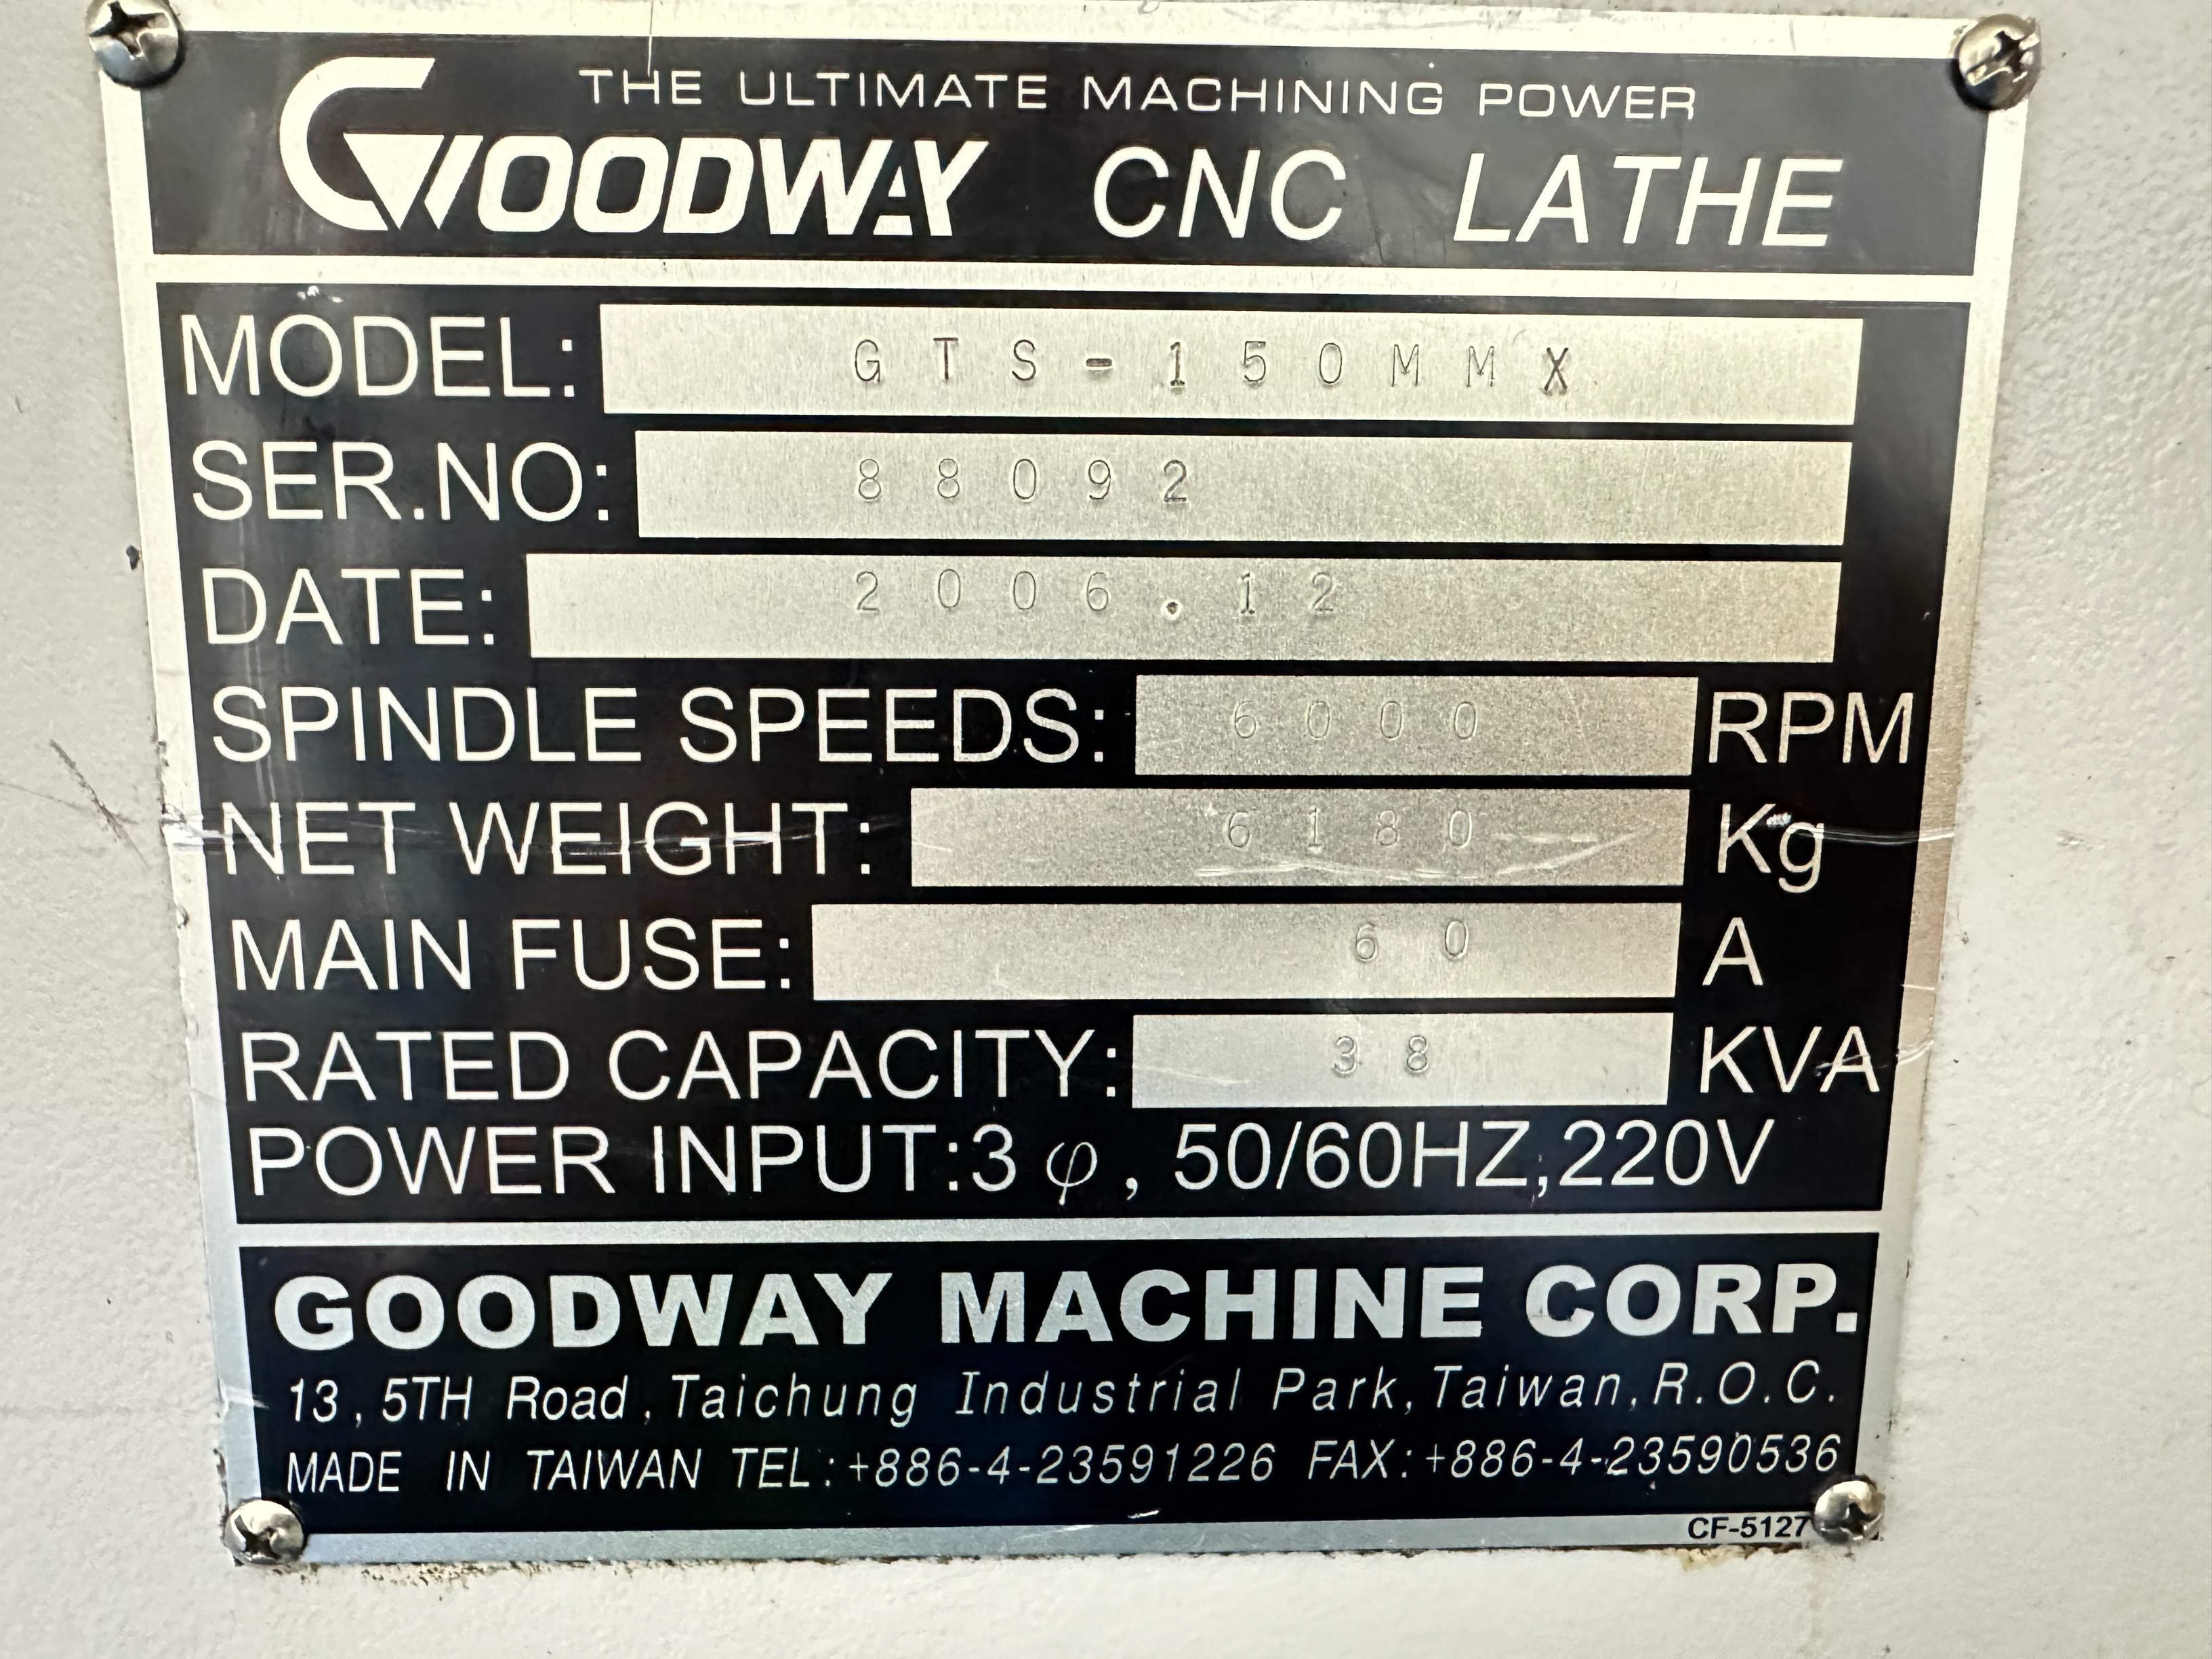 THE ULTIMATE MACHINING POWER
GOODWAY CNC LATHE
MODEL: GTS-150MMX
SER.NO: 88092
DATE: 2006.12
SPINDLE SPEEDS: 6000 RPM
NET WEIGHT: 6180 Kg
MAIN FUSE: 60 A
RATED CAPACITY: 38 KVA
POWER INPUT:3 φ, 50/60HZ,220V
GOODWAY MACHINE CORP.
13, 5TH Road, Taichung Industrial Park, Taiwan, R.O.C.
MADE IN TAIWAN TEL:+886-4-23591226 FAX:+886-4-23590536
CF-5127